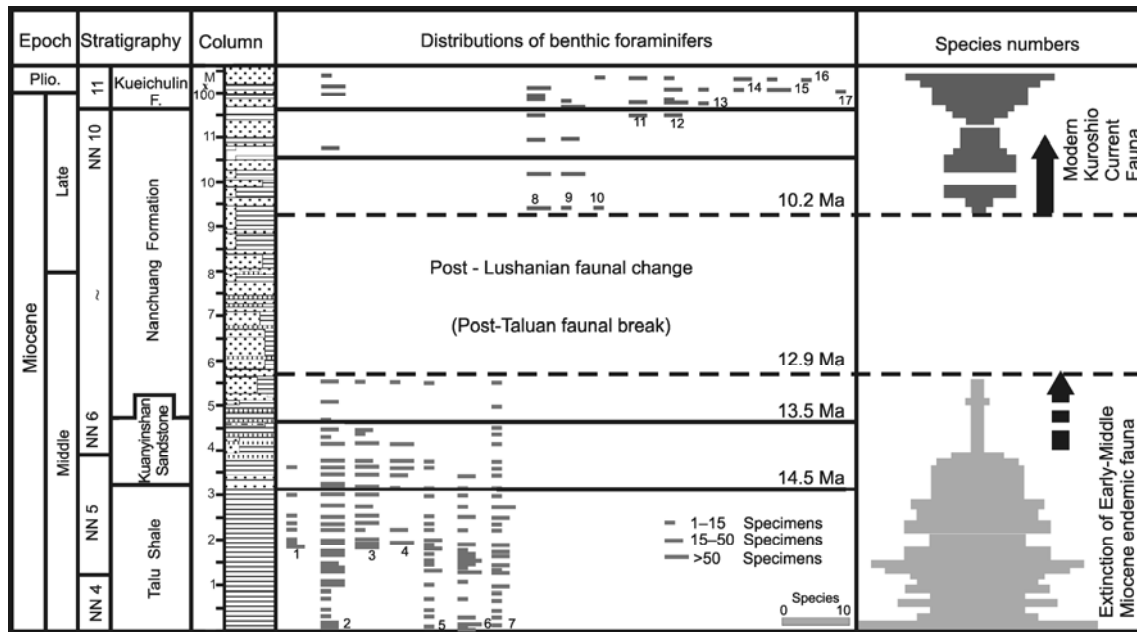 Epoch
Stratigraphy
Column
Distributions of benthic foraminifers
Species numbers
Plio.
11
Kueichulin
F.
M
100
16
14
15
13
17
11
12
Miocene
Late
Middle
NN 10
~
NN 6
NN 5
NN 4
Nanchuang Formation
Kuanyinshan
Sandstone
Talu Shale
11
10
9
8
7
6
5
4
3
2
1
8
9
10
10.2 Ma
Post - Lushanian faunal change
(Post-Taluan faunal break)
12.9 Ma
13.5 Ma
14.5 Ma
1–15 Specimens
15–50 Specimens
>50 Specimens
1
3
4
2
5
6
7
Species
0 10
Modern
Kuroshio
Current
Fauna
Extinction of Early-Middle
Miocene endemic fauna